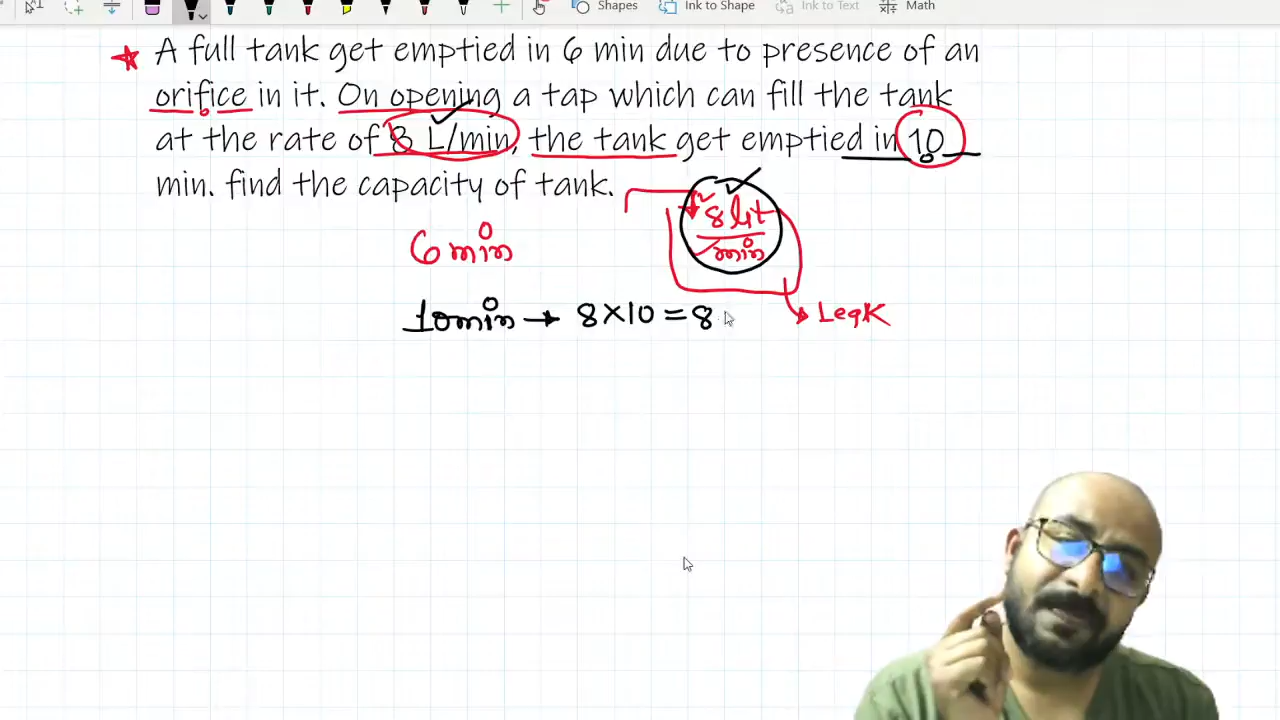 Shapes Ink to Shape Ink to Text Math
A full tank get emptied in 6 min due to presence of an
orifice in it. On opening a tap which can fill the tank
at the rate of 8 L/min, the tank get emptied in 10
min. find the capacity of tank.
8 lit
6 min
min
10 min → 8 × 10 = 8
Leak